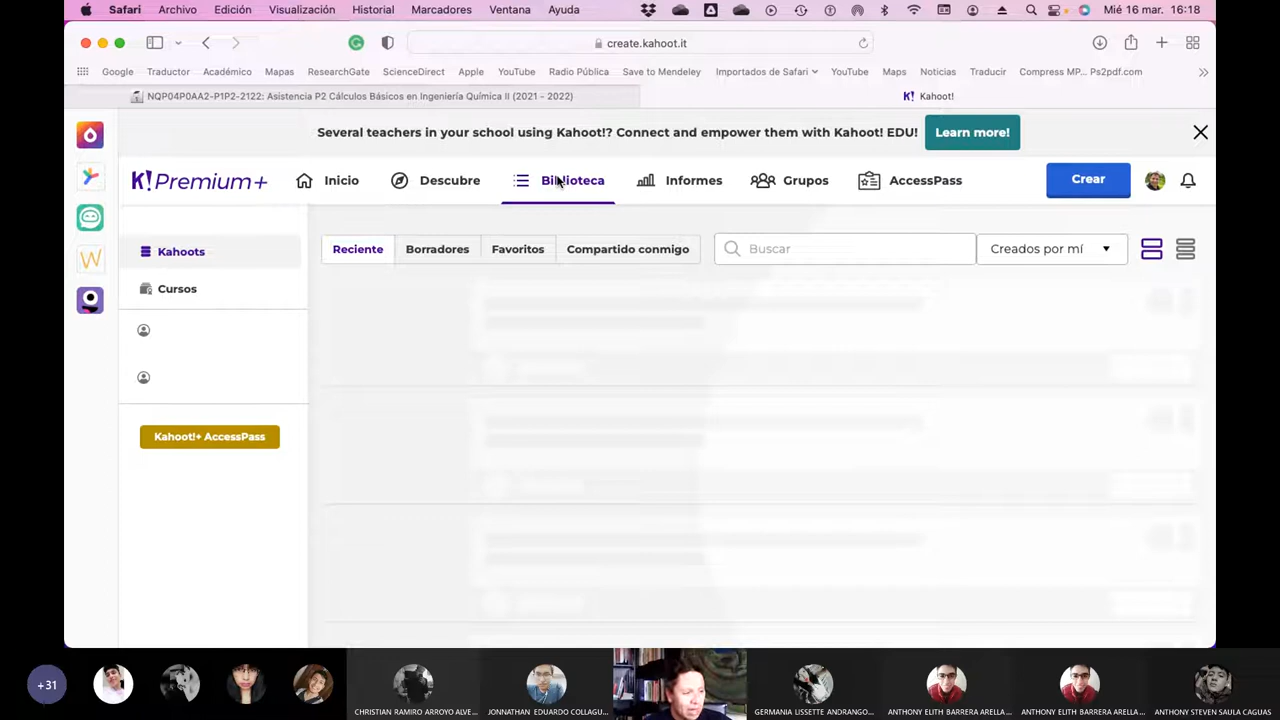 Safari Archivo Edición Visualización Historial Marcadores Ventana Ayuda Mié 16 mar. 16:18
create.kahoot.it
Google Traductor Académico Mapas ResearchGate ScienceDirect Apple YouTube Radio Pública Save to Mendeley Importados de Safari YouTube Maps Noticias Traducir Compress MP... Ps2pdf.com
NQP04P0AA2-P1P2-2122: Asistencia P2 Cálculos Básicos en Ingeniería Química II (2021 - 2022) K! Kahoot!
Several teachers in your school using Kahoot!? Connect and empower them with Kahoot! EDU! Learn more!
K!Premium+ Inicio Descubre Biblioteca Informes Grupos AccessPass Crear
Kahoots Reciente Borradores Favoritos Compartido conmigo Buscar Creados por mí
Cursos
Kahoot!+ AccessPass
+31
CHRISTIAN RAMIRO ARROYO ALVE... JONNATHAN EDUARDO COLLAGU... GERMANIA LISSETTE ANDRANGO... ANTHONY ELITH BARRERA ARELLA... ANTHONY ELITH BARRERA ARELLA... ANTHONY STEVEN SAULA CAGUAS